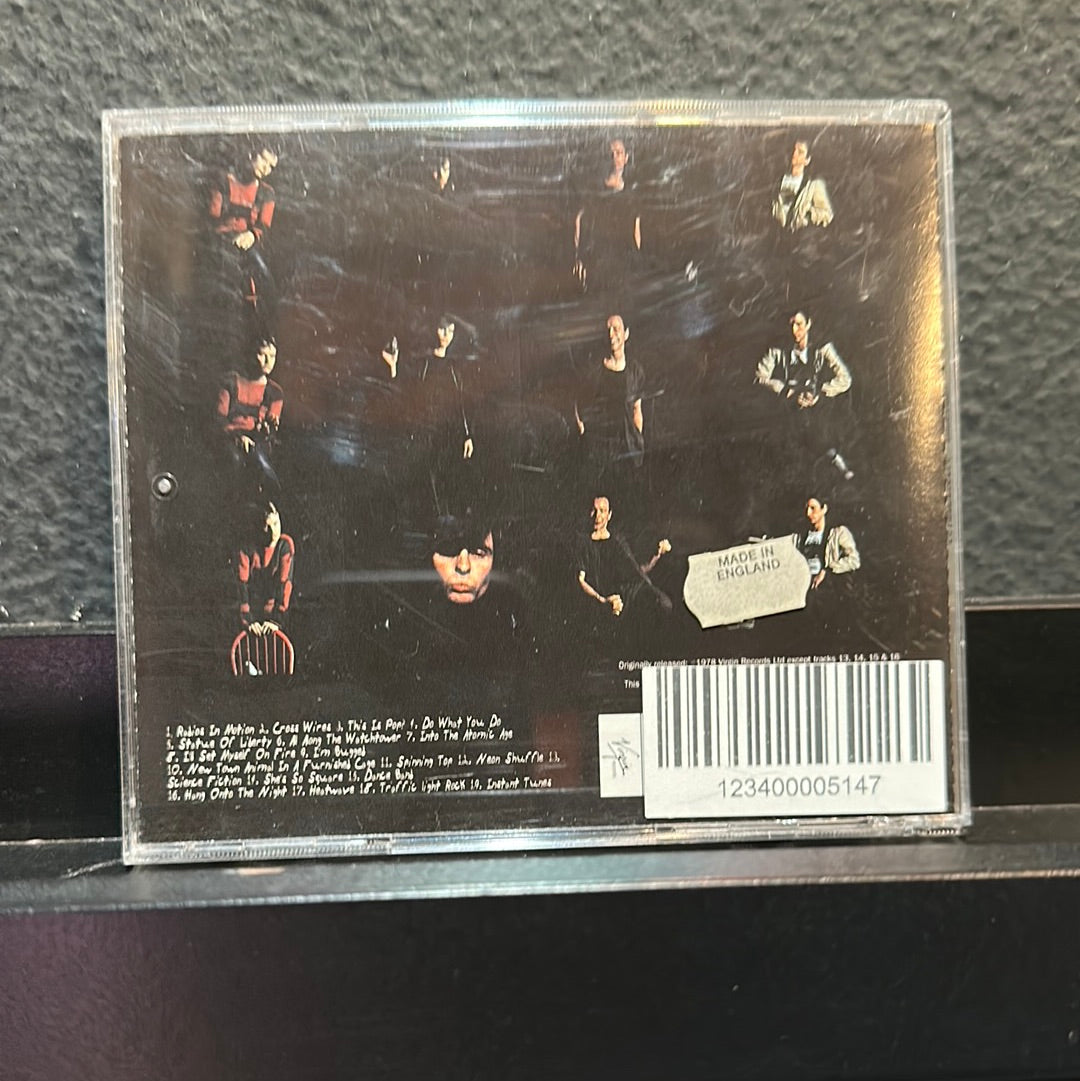 MADE IN
ENGLAND
Originally released: 1978 Virgin Records Ltd except tracks 13, 14, 15 & 16
This
1. Radios In Motion 2. Cross Wires 3. This Is Pop? 4. Do What You Do
5. Statue Of Liberty 6. All Along The Watchtower 7. Into The Atomic Age
8. I'll Set Myself On Fire 9. I'm Bugged
10. New Town Animal In A Furnished Cage 11. Spinning Top 12. Neon Shuffle 13.
Science Fiction 14. She's So Square 15. Dance Band
16. Hang Onto The Night 17. Heatwave 18. Traffic light Rock 19. Instant Tunes
Virgin
123400005147